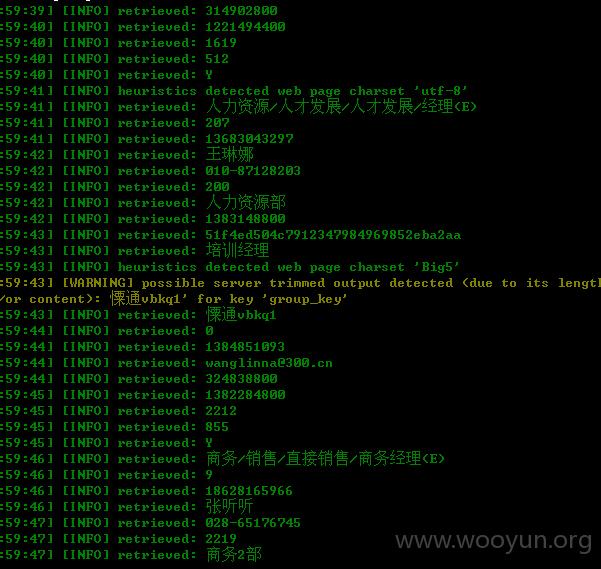 :59:39] [INFO] retrieved: 314902800
:59:40] [INFO] retrieved: 1221494400
:59:40] [INFO] retrieved: 1619
:59:40] [INFO] retrieved: 512
:59:40] [INFO] retrieved: Y
:59:41] [INFO] heuristics detected web page charset 'utf-8'
:59:41] [INFO] retrieved: 人力资源/人才发展/人才发展/经理(E)
:59:41] [INFO] retrieved: 207
:59:41] [INFO] retrieved: 13683043297
:59:42] [INFO] retrieved: 王琳娜
:59:41] [INFO] retrieved: 010-87128203
:59:42] [INFO] retrieved: 200
:59:42] [INFO] retrieved: 人力资源部
:59:42] [INFO] retrieved: 1383148800
:59:43] [INFO] retrieved: 51f4ed504c7912347984969852eba2aa
:59:43] [INFO] retrieved: 培训经理
:59:43] [INFO] heuristics detected web page charset 'Big5'
:59:43] [WARNING] possible server trimmed output detected (due to its length
/or content): '慄通vbkq1' for key 'group_key'
:59:43] [INFO] retrieved: 慄通vbkq1
:59:44] [INFO] retrieved: 0
:59:44] [INFO] retrieved: 1384851093
:59:44] [INFO] retrieved: wanglinna@300.cn
:59:44] [INFO] retrieved: 324838800
:59:45] [INFO] retrieved: 1382284800
:59:45] [INFO] retrieved: 2212
:59:45] [INFO] retrieved: 855
:59:45] [INFO] retrieved: Y
:59:46] [INFO] retrieved: 商务/销售/直接销售/商务经理(E)
:59:46] [INFO] retrieved: 9
:59:46] [INFO] retrieved: 18628165966
:59:46] [INFO] retrieved: 张昕昕
:59:47] [INFO] retrieved: 028-65176745
:59:47] [INFO] retrieved: 2219
:59:47] [INFO] retrieved: 商务2部
www.wooyun.org